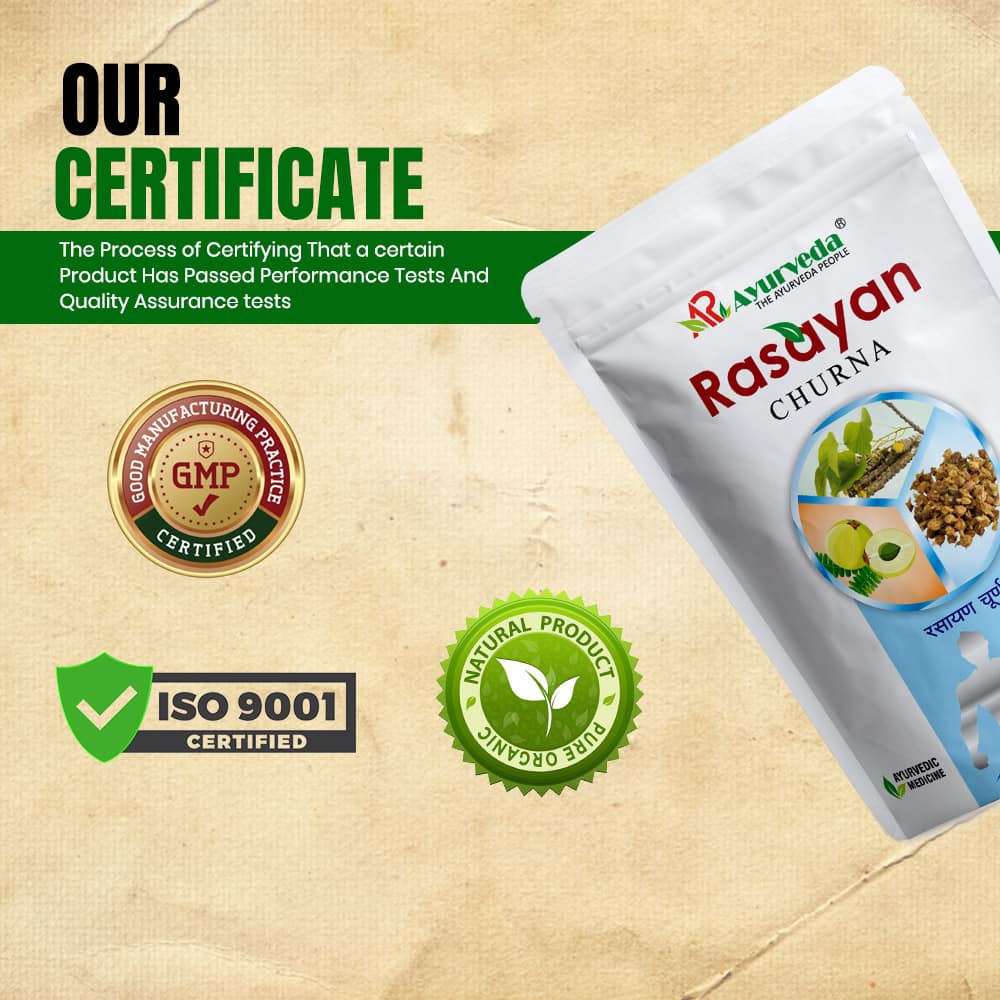 OUR
CERTIFICATE
The Process of Certifying That a certain
Product Has Passed Performance Tests And
Quality Assurance tests
AR Ayurveda®
THE AYURVEDA PEOPLE
Rasayan
CHURNA
रसायण
AYURVEDIC
MEDICINE
GOOD MANUFACTURING PRACTICE
GMP
CERTIFIED
ISO 9001
CERTIFIED
NATURAL PRODUCT
PURE ORGANIC